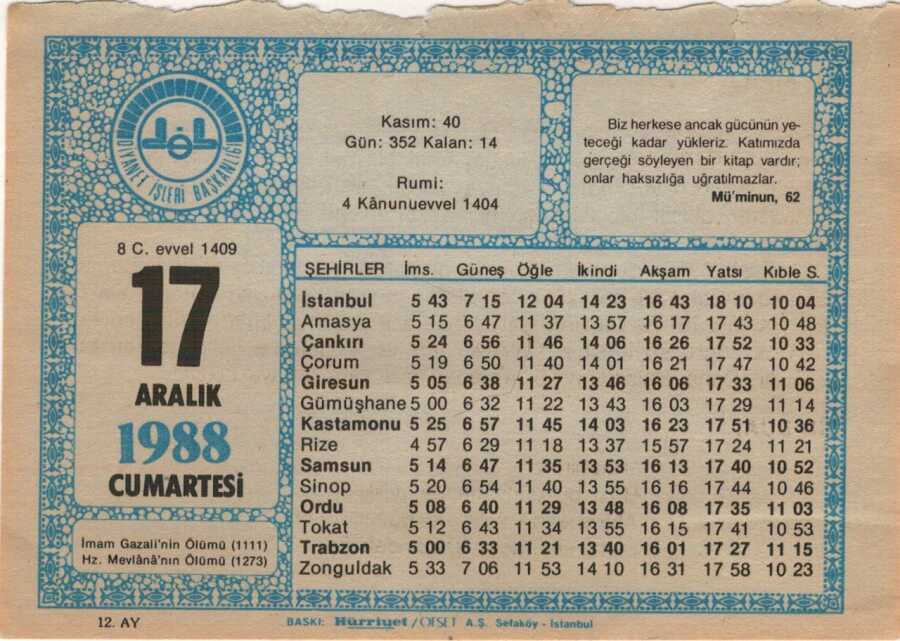 DİYANET İŞLERİ BAŞKANLIĞI
Kasım: 40
Gün: 352 Kalan: 14
Rumi:
4 Kânunuevvel 1404
Biz herkese ancak gücünün ye-
teceği kadar yükleriz. Katımızda
gerçeği söyleyen bir kitap vardır;
onlar haksızlığa uğratılmazlar.
Mü'minun, 62
8 C. evvel 1409
17
ARALIK
1988
CUMARTESİ
İmam Gazali'nin Ölümü (1111)
Hz. Mevlânâ'nın Ölümü (1273)
ŞEHİRLER İms. Güneş Öğle İkindi Akşam Yatsı Kıble S.
İstanbul 5 43 7 15 12 04 14 23 16 43 18 10 10 04
Amasya 5 15 6 47 11 37 13 57 16 17 17 43 10 48
Çankırı 5 24 6 56 11 46 14 06 16 26 17 52 10 33
Çorum 5 19 6 50 11 40 14 01 16 21 17 47 10 42
Giresun 5 05 6 38 11 27 13 46 16 06 17 33 11 06
Gümüşhane 5 00 6 32 11 22 13 43 16 03 17 29 11 14
Kastamonu 5 25 6 57 11 45 14 03 16 23 17 51 10 36
Rize 4 57 6 29 11 18 13 37 15 57 17 24 11 21
Samsun 5 14 6 47 11 35 13 53 16 13 17 40 10 52
Sinop 5 20 6 54 11 40 13 55 16 16 17 44 10 46
Ordu 5 08 6 40 11 29 13 48 16 08 17 35 11 03
Tokat 5 12 6 43 11 34 13 55 16 15 17 41 10 53
Trabzon 5 00 6 33 11 21 13 40 16 01 17 27 11 15
Zonguldak 5 33 7 06 11 53 14 10 16 31 17 58 10 23
12. AY
BASKI: Hürriyet/OFSET A.Ş. Sefaköy - İstanbul